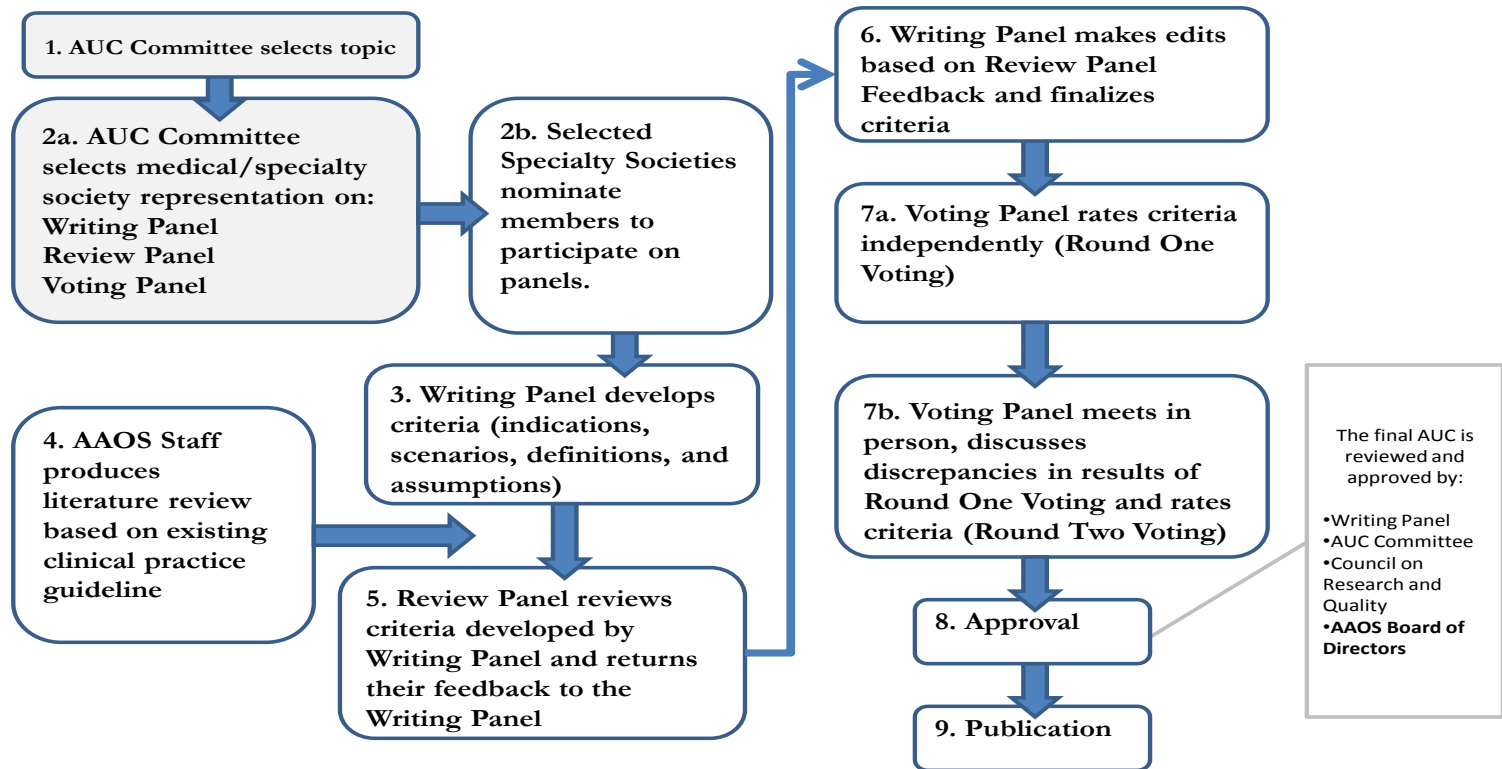 1. AUC Committee selects topic
2a. AUC Committee
selects medical/specialty
society representation on:
Writing Panel
Review Panel
Voting Panel
2b. Selected
Specialty Societies
nominate
members to
participate on
panels.
3. Writing Panel develops
criteria (indications,
scenarios, definitions, and
assumptions)
4. AAOS Staff
produces
literature review
based on existing
clinical practice
guideline
5. Review Panel reviews
criteria developed by
Writing Panel and returns
their feedback to the
Writing Panel
6. Writing Panel makes edits
based on Review Panel
Feedback and finalizes
criteria
7a. Voting Panel rates criteria
independently (Round One
Voting)
7b. Voting Panel meets in
person, discusses
discrepancies in results of
Round One Voting and rates
criteria (Round Two Voting)
8. Approval
9. Publication
The final AUC is
reviewed and
approved by:
•Writing Panel
•AUC Committee
•Council on
Research and
Quality
•AAOS Board of
Directors